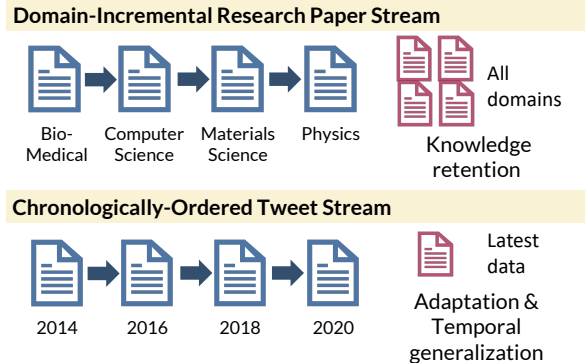 Domain-Incremental Research Paper Stream
All
domains
Bio-
Medical
Computer
Science
Materials
Science
Physics
Knowledge
retention
Chronologically-Ordered Tweet Stream
Latest
data
2014 2016 2018 2020
Adaptation &
Temporal
generalization